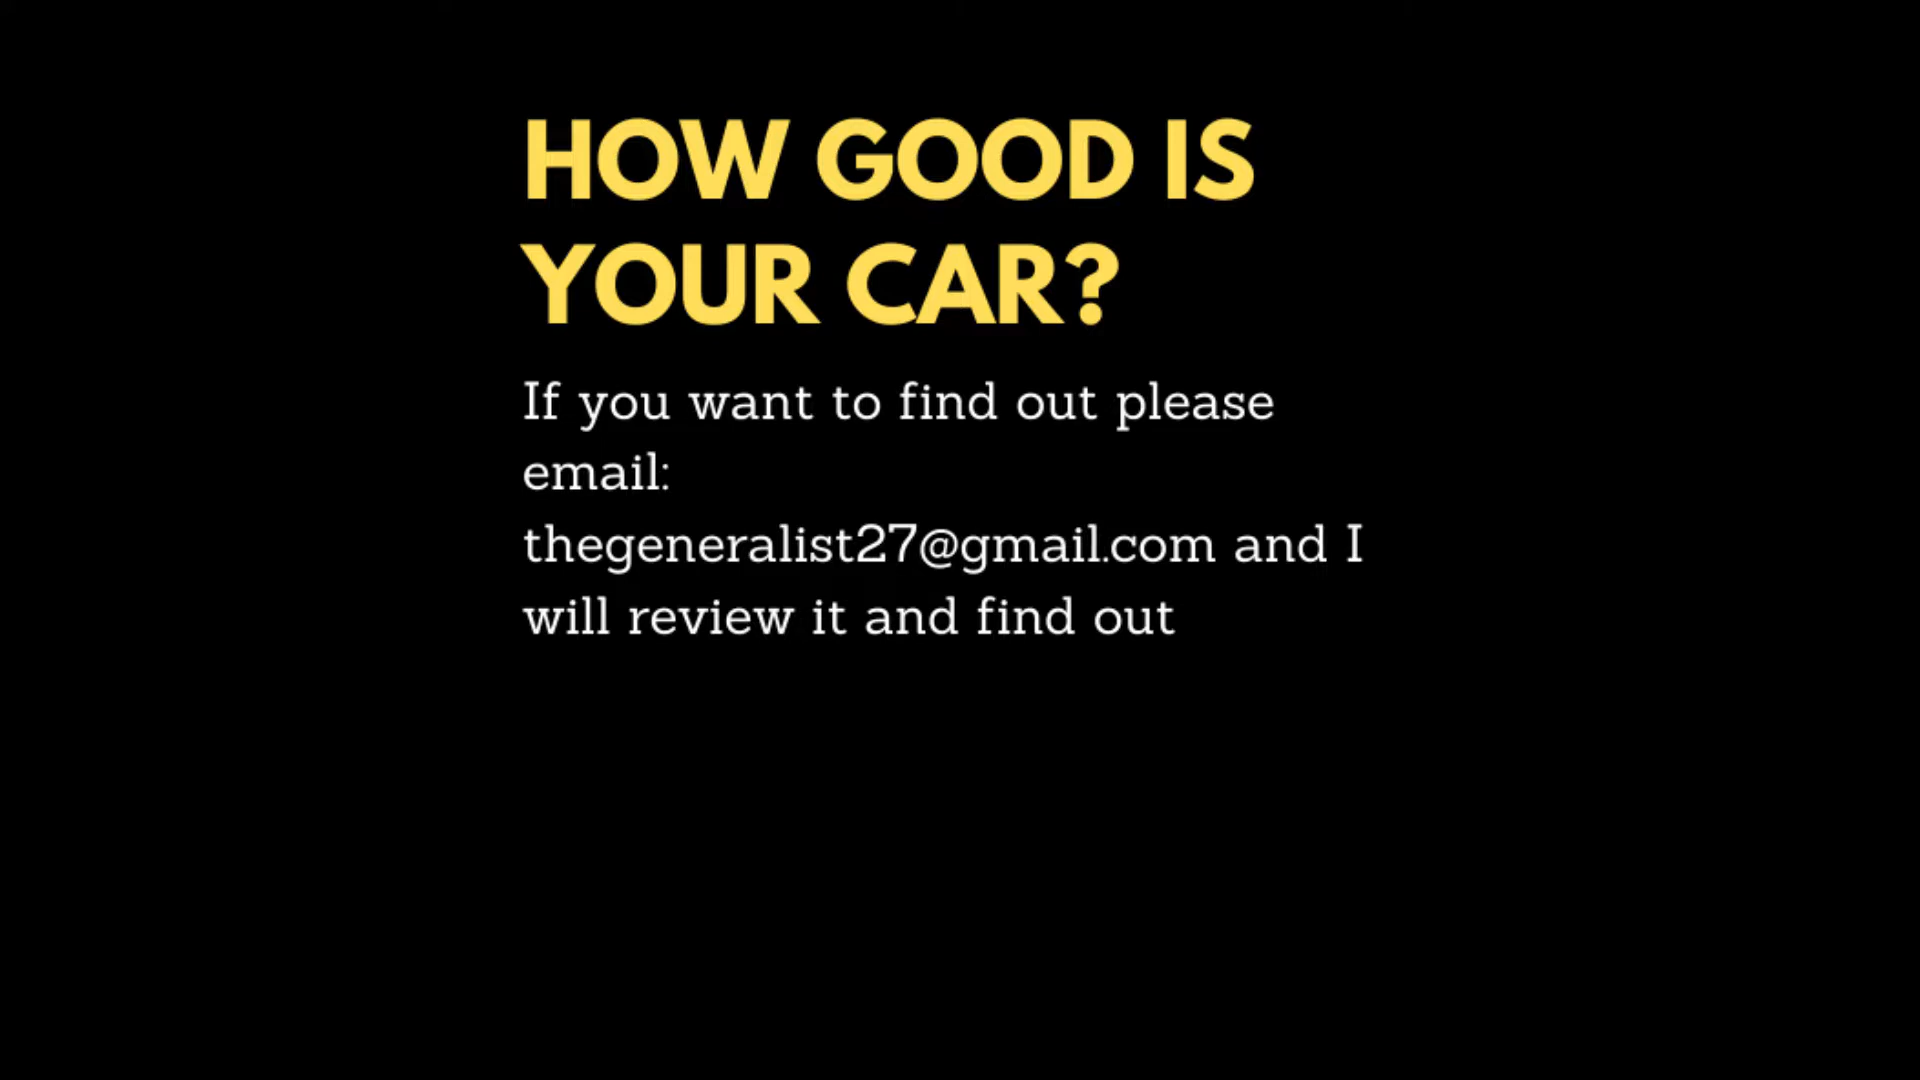 HOW GOOD IS
YOUR CAR?
If you want to find out please
email:
thegeneralist27@gmail.com and I
will review it and find out